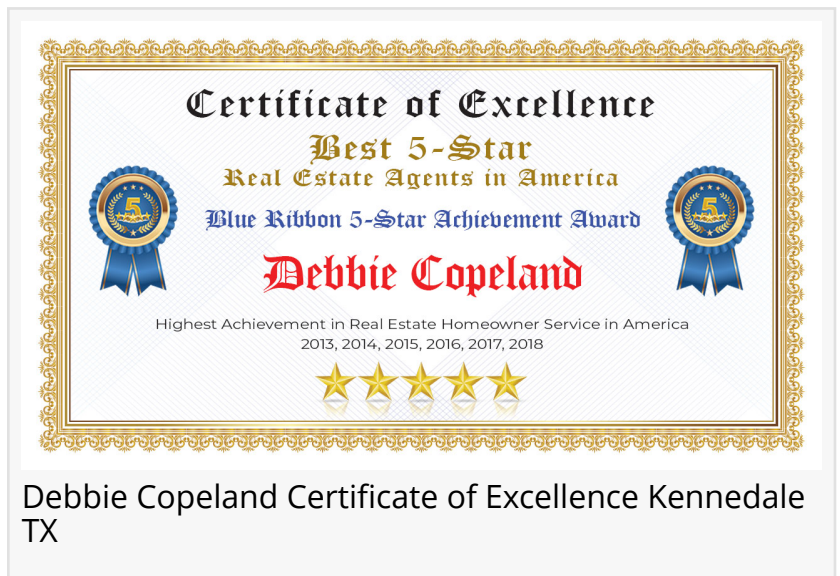 Certificate of Excellence
Best 5-Star
Real Estate Agents in America
Blue Ribbon 5-Star Achievement Award
5
5
Debbie Copeland
Highest Achievement in Real Estate Homeowner Service in America
2013, 2014, 2015, 2016, 2017, 2018
Debbie Copeland Certificate of Excellence Kennedale
TX